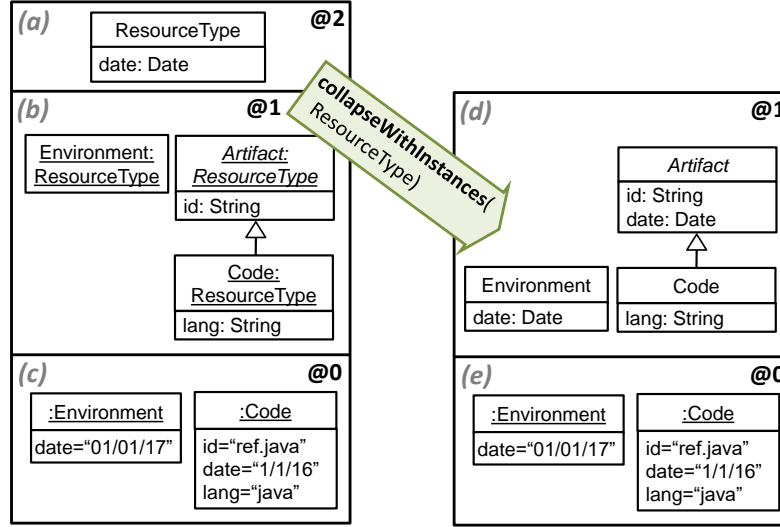 (a)
@2
ResourceType
date: Date
(b)
@1
Environment:
ResourceType
Artifact:
ResourceType
id: String
Code:
ResourceType
lang: String
(c)
@0
:Environment
date=“01/01/17”
:Code
id=“ref.java”
date=“1/1/16”
lang=“java”
collapseWithInstances(
ResourceType)
(d)
@1
Artifact
id: String
date: Date
Environment
date: Date
Code
lang: String
(e)
@0
:Environment
date=“01/01/17”
:Code
id=“ref.java”
date=“1/1/16”
lang=“java”